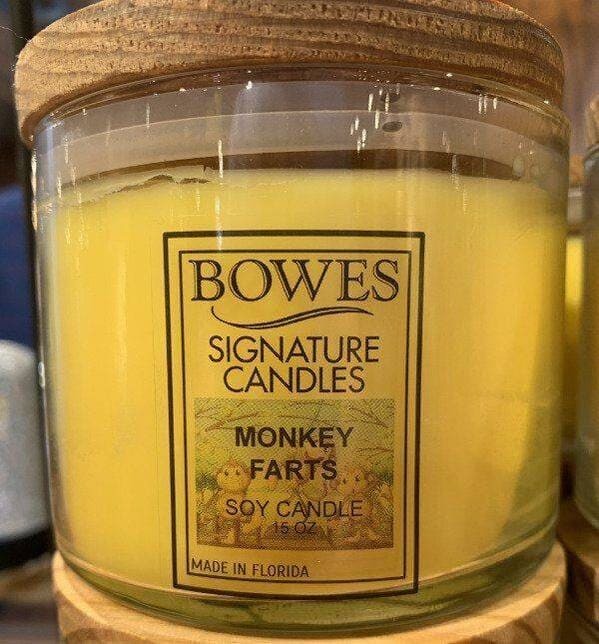 BOWES
SIGNATURE
CANDLES
MONKEY
FARTS
SOY CANDLE
15 OZ
MADE IN FLORIDA